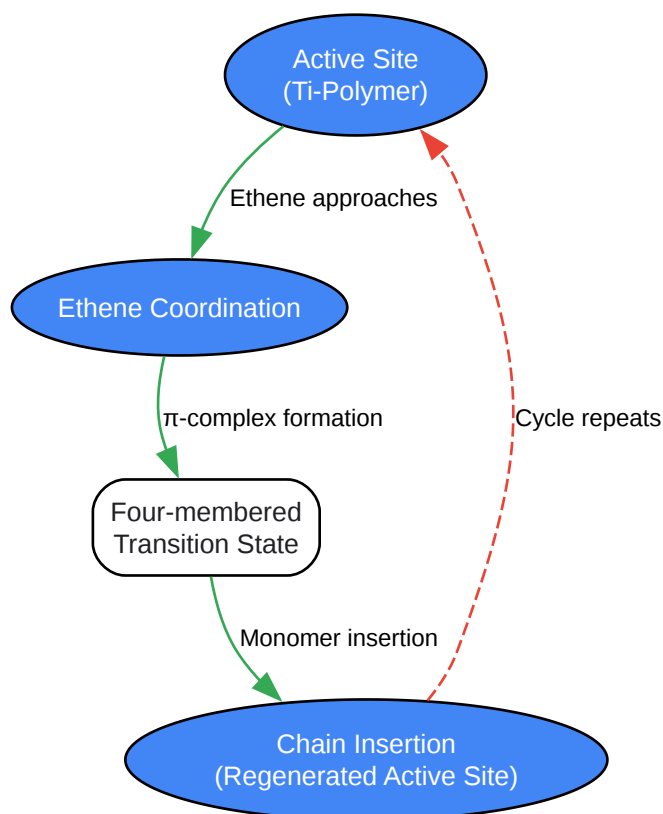 Active Site
(Ti-Polymer)
Ethene approaches
Ethene Coordination
π-complex formation
Cycle repeats
Four-membered
Transition State
Monomer insertion
Chain Insertion
(Regenerated Active Site)